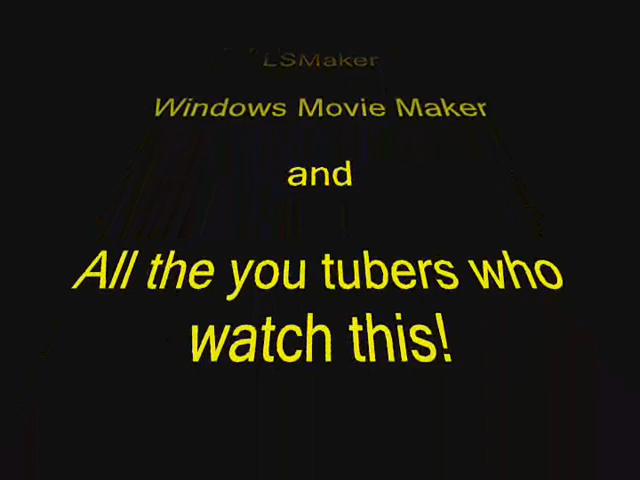 LSMaker
Windows Movie Maker
and
All the you tubers who
watch this!